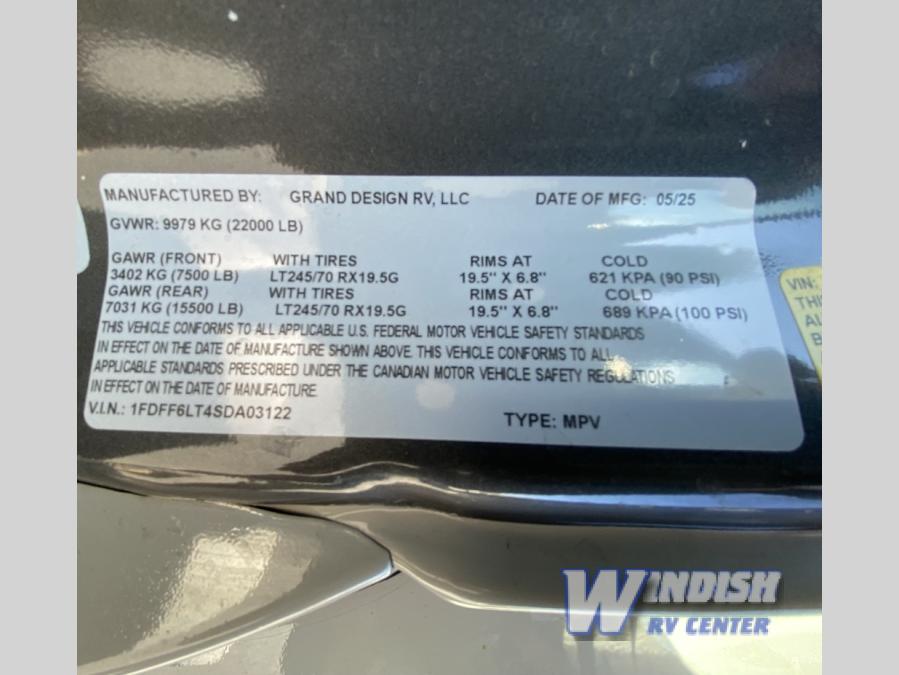 MANUFACTURED BY: GRAND DESIGN RV, LLC DATE OF MFG: 05/25
GVWR: 9979 KG (22000 LB)
GAWR (FRONT) WITH TIRES RIMS AT COLD
3402 KG (7500 LB) LT245/70 RX19.5G 19.5" X 6.8" 621 KPA (90 PSI)
GAWR (REAR) WITH TIRES RIMS AT COLD
7031 KG (15500 LB) LT245/70 RX19.5G 19.5" X 6.8" 689 KPA (100 PSI)
THIS VEHICLE CONFORMS TO ALL APPLICABLE U.S. FEDERAL MOTOR VEHICLE SAFETY STANDARDS
IN EFFECT ON THE DATE OF MANUFACTURE SHOWN ABOVE. THIS VEHICLE CONFORMS TO ALL
APPLICABLE STANDARDS PRESCRIBED UNDER THE CANADIAN MOTOR VEHICLE SAFETY REGULATIONS
IN EFFECT ON THE DATE OF MANUFACTURE.
V.I.N.: 1FDFF6LT4SDA03122 TYPE: MPV
VIN:
WINDISH
RV CENTER